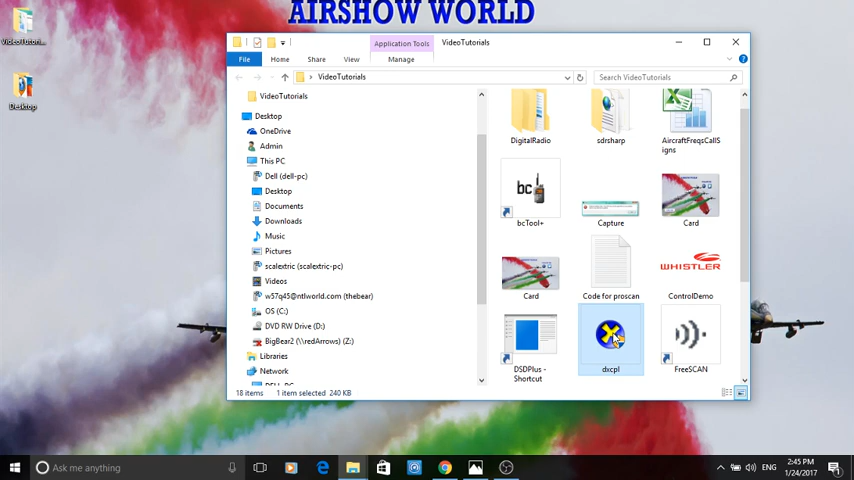 AIRSHOW WORLD
VideoTutori...
Desktop
Application Tools
VideoTutorials
File
Home
Share
View
Manage
VideoTutorials
Search VideoTutorials
VideoTutorials
Desktop
OneDrive
Admin
This PC
Dell (dell-pc)
Desktop
Documents
Downloads
Music
Pictures
scalextric (scalextric-pc)
Videos
w57q45@ntlworld.com (thebear)
OS (C:)
DVD RW Drive (D:)
BigBear2 (\\redArrows) (Z:)
Libraries
Network
DigitalRadio
sdrsharp
AircraftFreqsCallS
igns
bc
bcTool+
Capture
Card
Card
Code for proscan
WHISTLER
ControlDemo
DSDPlus -
Shortcut
dxcpl
FreeSCAN
18 items
1 item selected 240 KB
Ask me anything
ENG
2:45 PM
1/24/2017